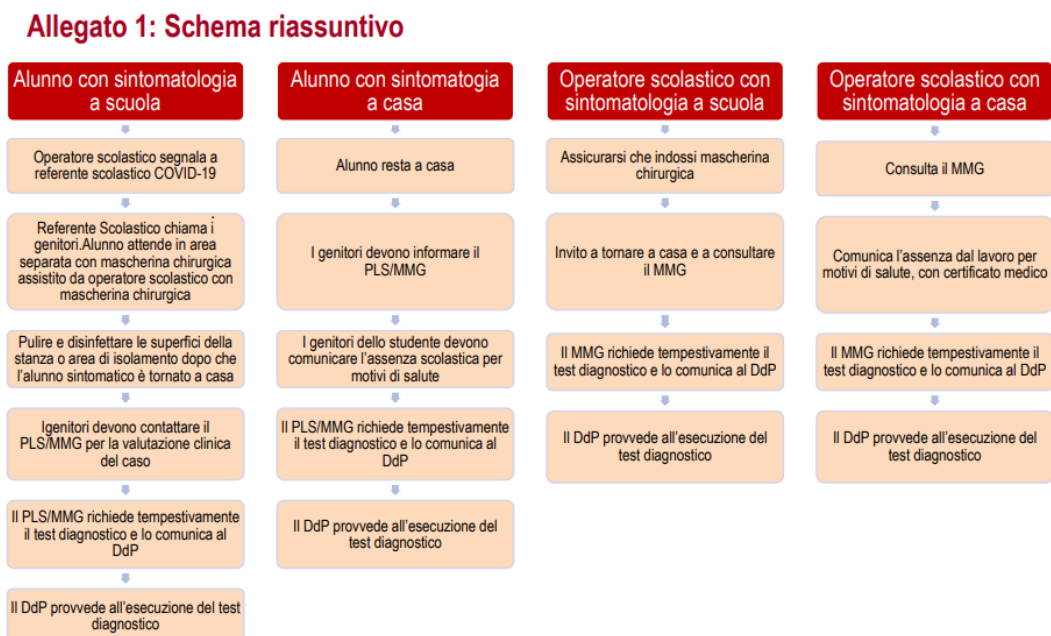 Allegato 1: Schema riassuntivo
Alunno con sintomatologia
a scuola
Operatore scolastico segnala a
referente scolastico COVID-19
Referente Scolastico chiama i
genitori.Alunno attende in area
separata con mascherina chirurgica
assistito da operatore scolastico con
mascherina chirurgica
Pulire e disinfettare le superfici della
stanza o area di isolamento dopo che
l'alunno sintomatico è tornato a casa
Igenitori devono contattare il
PLS/MMG per la valutazione clinica
del caso
Il PLS/MMG richiede tempestivamente
il test diagnostico e lo comunica al
DdP
Il DdP provvede all'esecuzione del test
diagnostico
Alunno con sintomatogia
a casa
Alunno resta a casa
I genitori devono informare il
PLS/MMG
I genitori dello studente devono
comunicare l'assenza scolastica per
motivi di salute
Il PLS/MMG richiede tempestivamente
il test diagnostico e lo comunica al
DdP
Il DdP provvede all'esecuzione del
test diagnostico
Operatore scolastico con
sintomatologia a scuola
Assicurarsi che indossi mascherina
chirurgica
Invito a tornare a casa e a consultare
il MMG
Il MMG richiede tempestivamente il
test diagnostico e lo comunica al DdP
Il DdP provvede all'esecuzione del
test diagnostico
Operatore scolastico con
sintomatologia a casa
Consulta il MMG
Comunica l'assenza dal lavoro per
motivi di salute, con certificato medico
Il MMG richiede tempestivamente il
test diagnostico e lo comunica al DdP
Il DdP provvede all'esecuzione del
test diagnostico